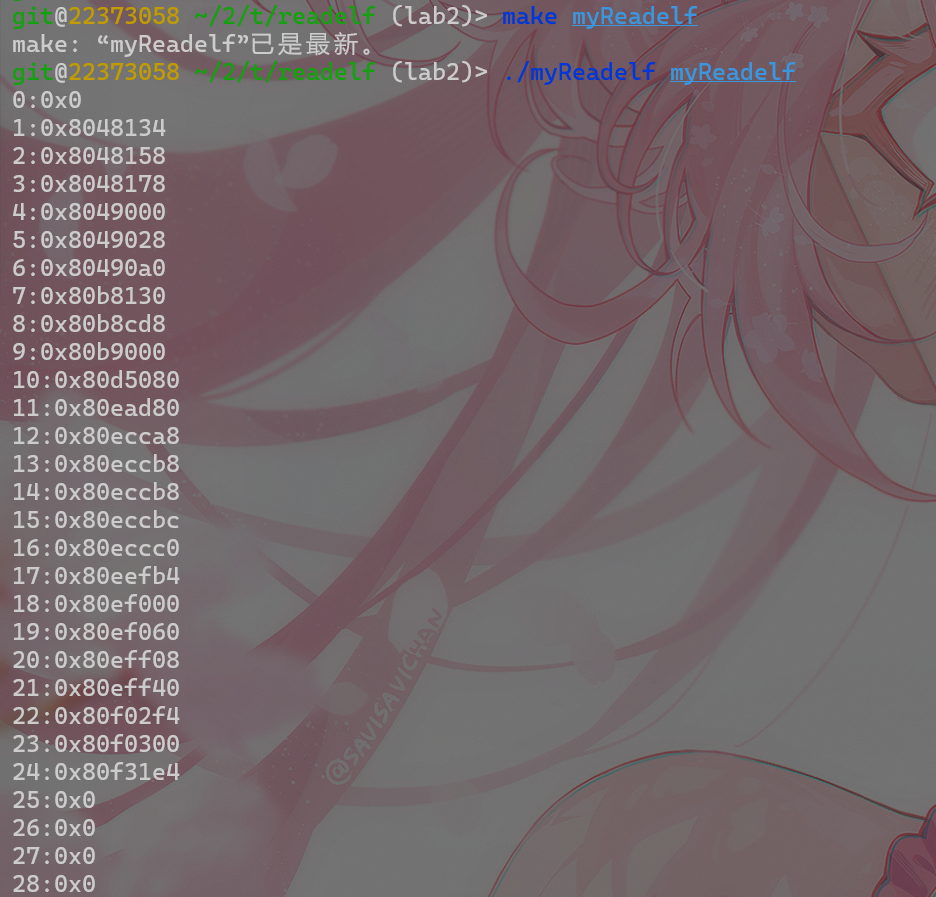 git@22373058 ~/2/t/readelf (lab2)> make myReadelf
make: “myReadelf”已是最新。
git@22373058 ~/2/t/readelf (lab2)> ./myReadelf myReadelf
0:0x0
1:0x8048134
2:0x8048158
3:0x8048178
4:0x8049000
5:0x8049028
6:0x80490a0
7:0x80b8130
8:0x80b8cd8
9:0x80b9000
10:0x80d5080
11:0x80ead80
12:0x80ecca8
13:0x80eccb8
14:0x80eccb8
15:0x80eccbc
16:0x80eccc0
17:0x80eefb4
18:0x80ef000
19:0x80ef060
20:0x80eff08
21:0x80eff40
22:0x80f02f4
23:0x80f0300
24:0x80f31e4
25:0x0
26:0x0
27:0x0
28:0x0
@SAVISAVICHAN